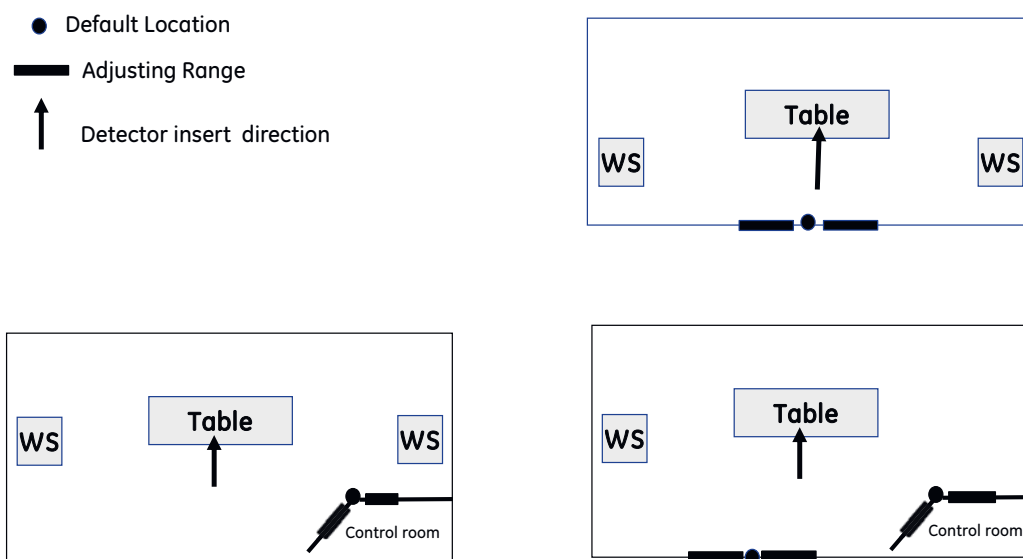 Default Location
Adjusting Range
Detector insert direction
Table
WS
WS
Table
WS
WS
Control room
Table
WS
Control room